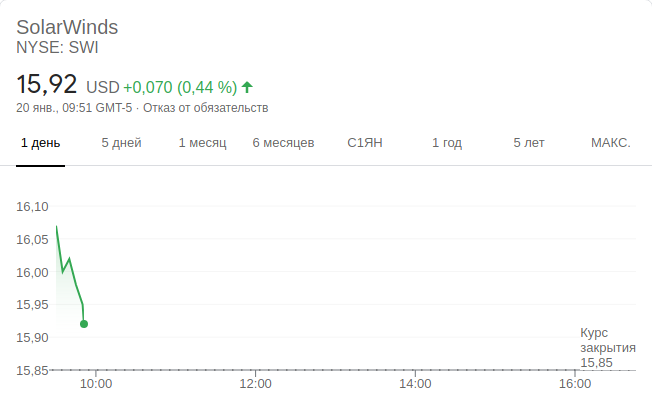 SolarWinds
NYSE: SWI
15,92 USD +0,070 (0,44 %)
20 янв., 09:51 GMT-5 · Отказ от обязательств
1 день 5 дней 1 месяц 6 месяцев С1ЯН 1 год 5 лет МАКС.
16,10
16,05
16,00
15,95
15,90
15,85
Курс
закрытия
15,85
10:00 12:00 14:00 16:00